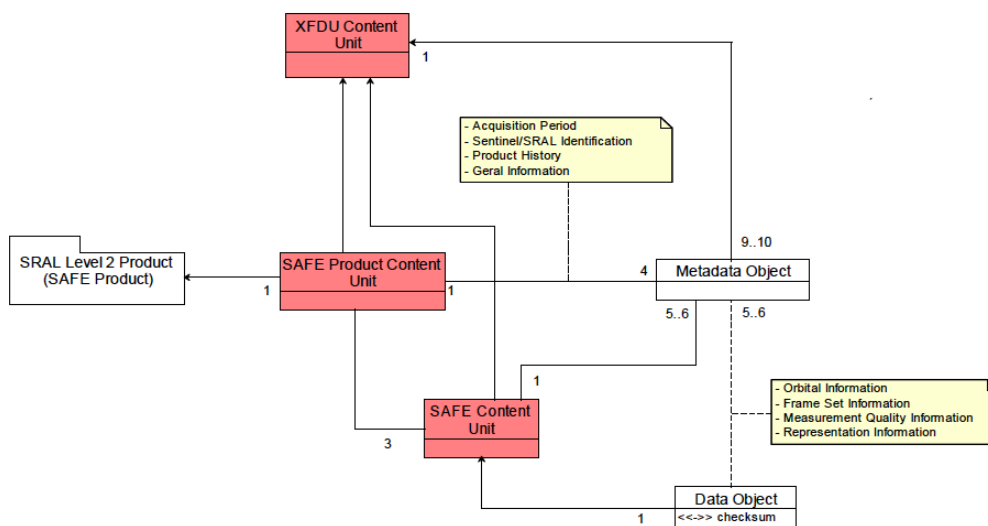 XFDU Content
Unit
1
- Acquisition Period
- Sentinel/SRAL Identification
- Product History
- Geral Information
9..10
SRAL Level 2 Product
(SAFE Product)
SAFE Product Content
Unit
Metadata Object
4
1
1
5..6
5..6
1
- Orbital Information
- Frame Set Information
- Measurement Quality Information
- Representation Information
SAFE Content
Unit
3
Data Object
<<->> checksum
1